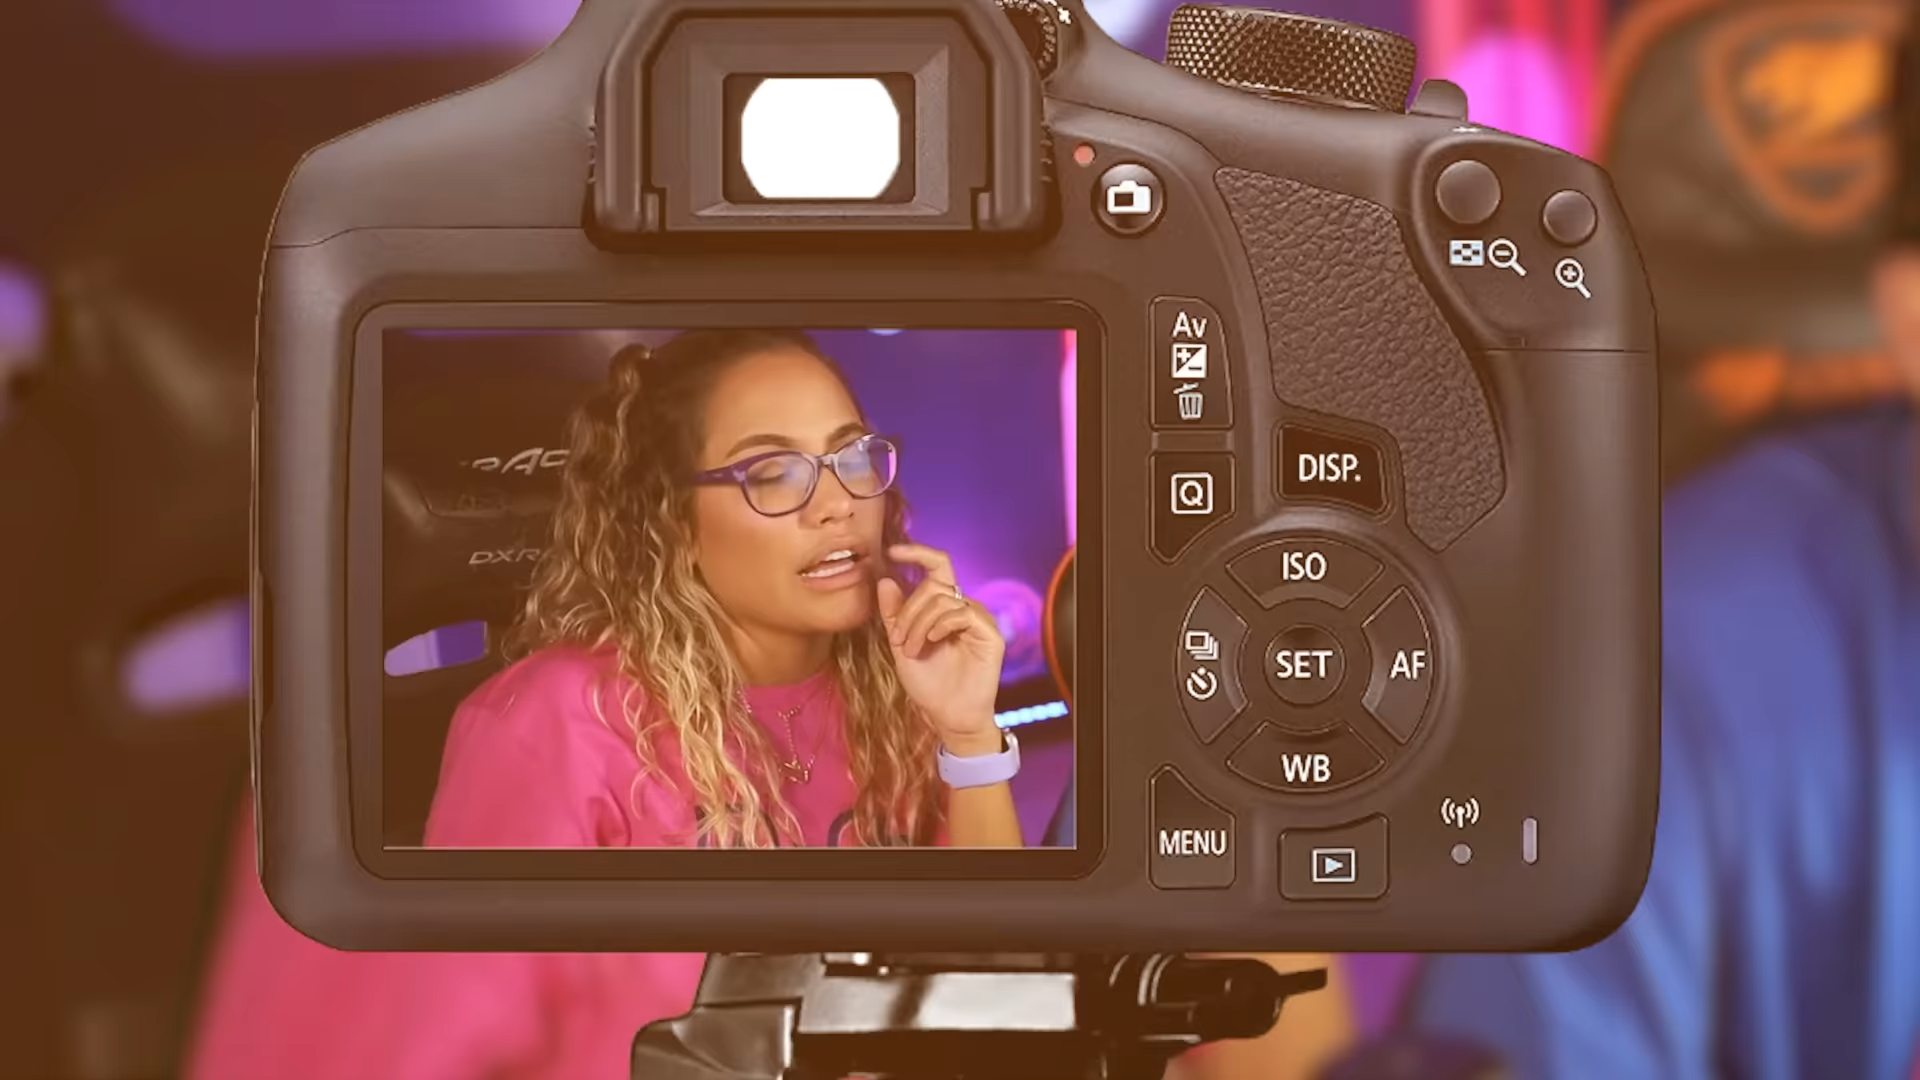 Av
DISP.
Q
ISO
SET
AF
WB
MENU